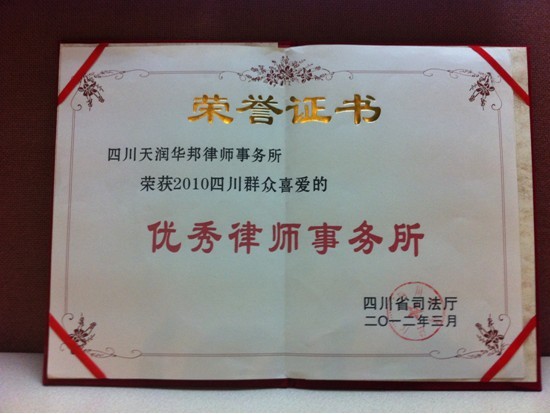 荣誉证书
四川天润华邦律师事务所
荣获2010四川群众喜爱的
优秀律师事务所
四川省司法厅
二〇一二年三月